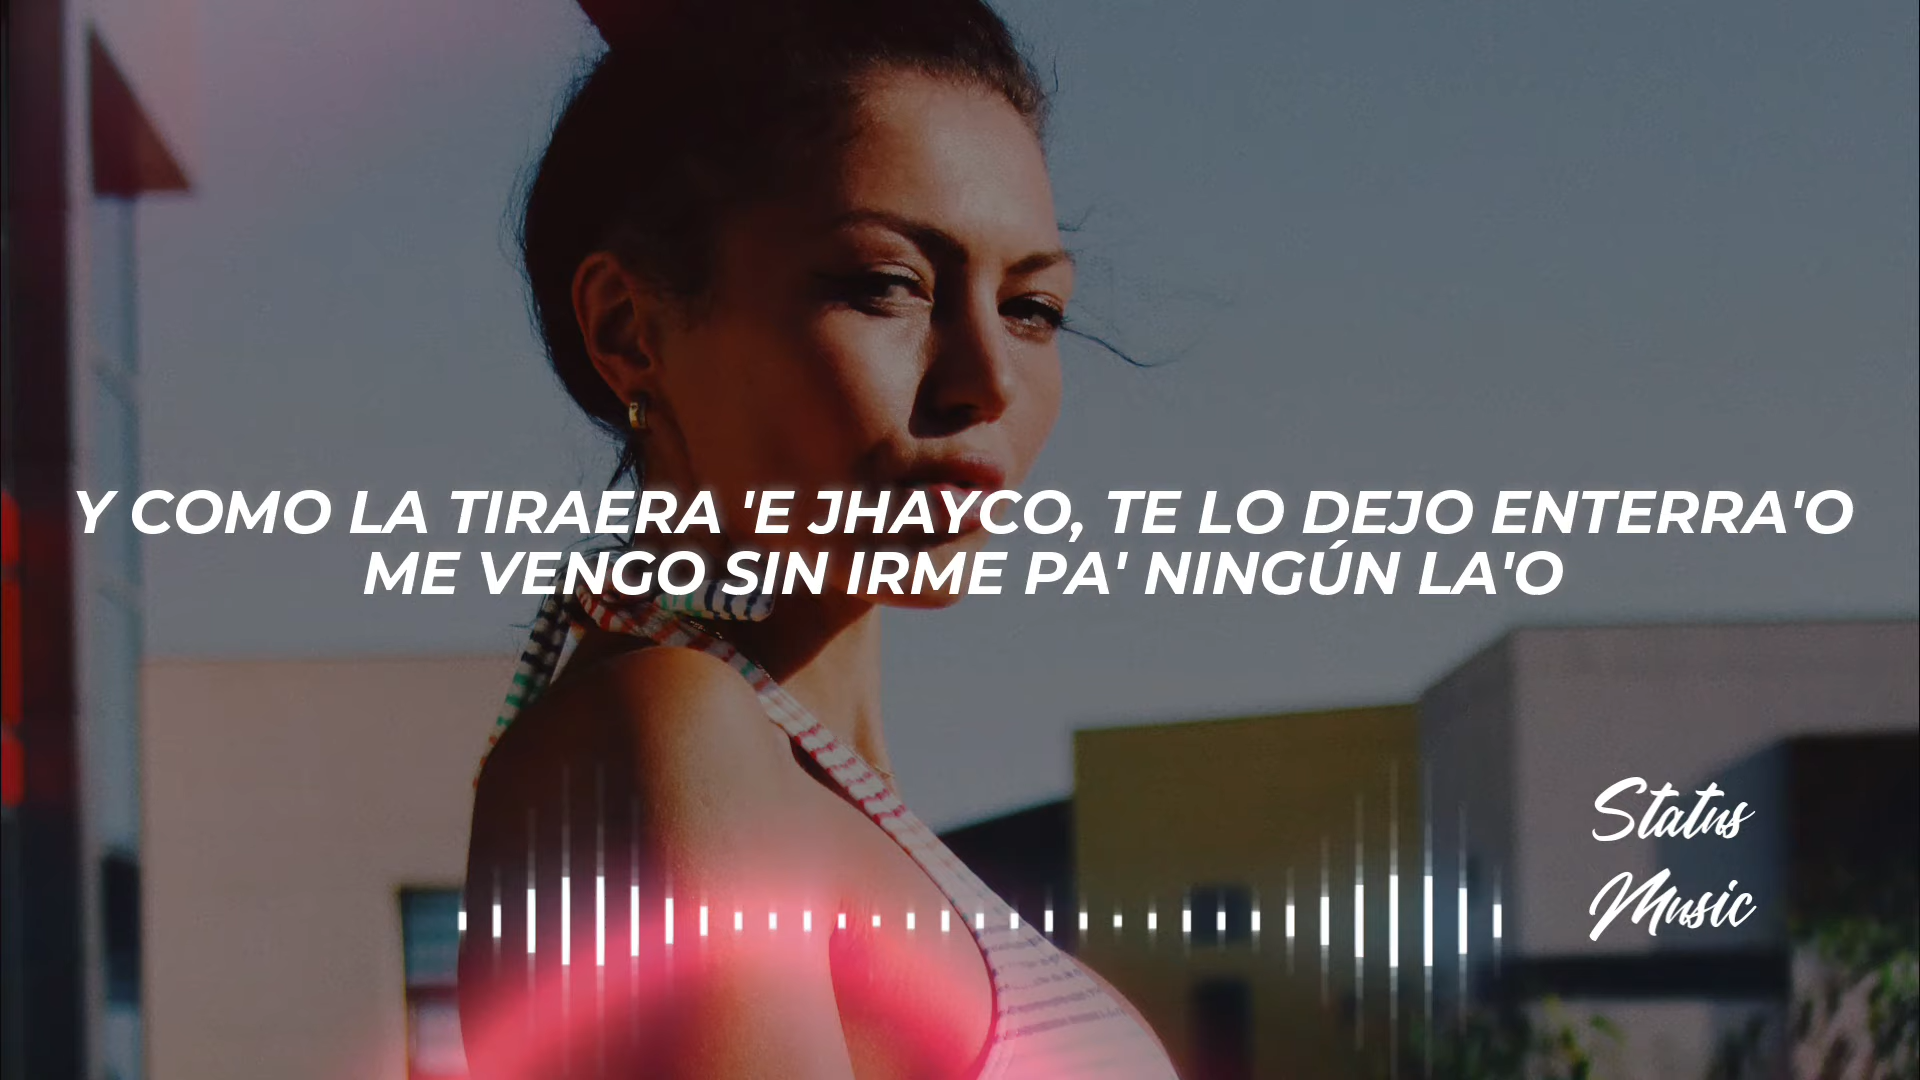 Y COMO LA TIRAERA 'E JHAYCO, TE LO DEJO ENTERRA'O
ME VENGO SIN IRME PA' NINGÚN LA'O
Status
Music